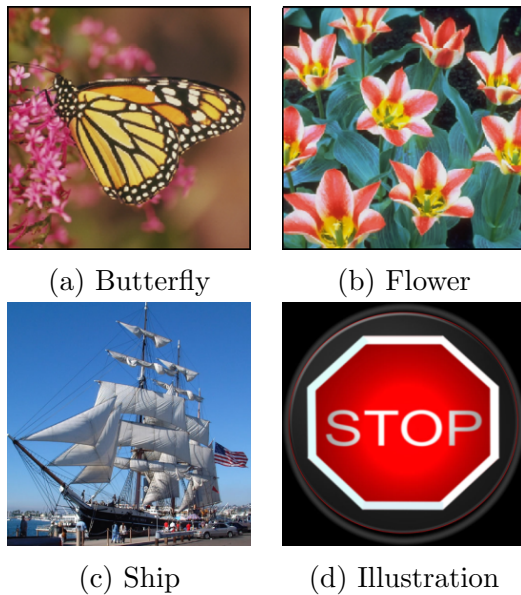 (a) Butterfly
(b) Flower
(c) Ship
STOP
(d) Illustration